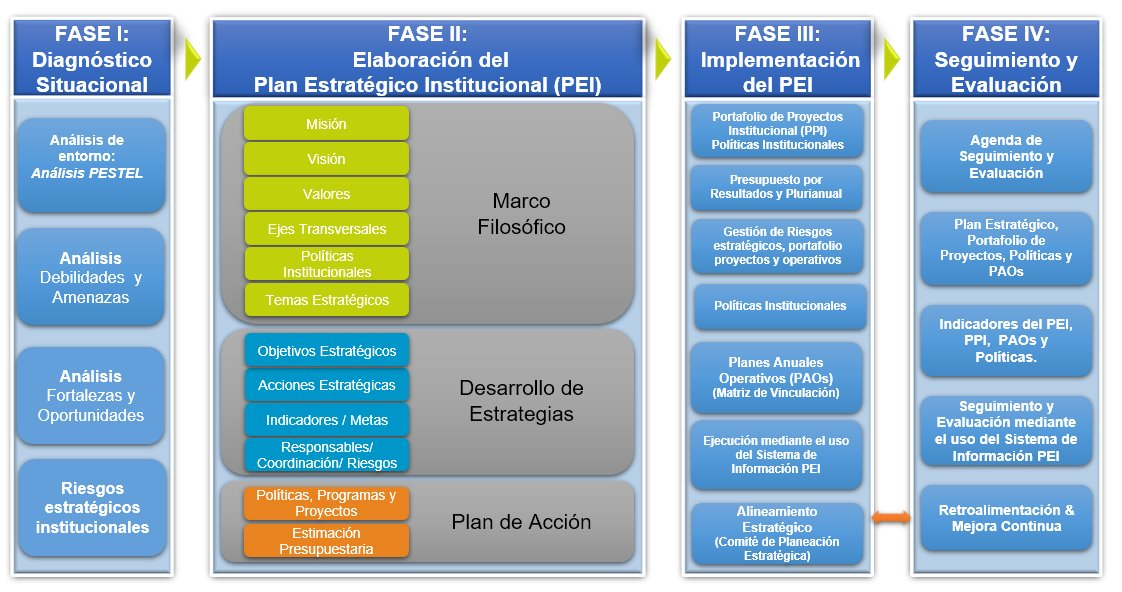 FASE I:
Diagnóstico
Situacional
Análisis de
entorno:
Análisis PESTEL
Análisis
Debilidades y
Amenazas
Análisis
Fortalezas y
Oportunidades
Riesgos
estratégicos
institucionales
FASE II:
Elaboración del
Plan Estratégico Institucional (PEI)
Misión
Visión
Valores
Ejes Transversales
Políticas
Institucionales
Temas Estratégicos
Marco
Filosófico
Objetivos Estratégicos
Acciones Estratégicas
Indicadores / Metas
Responsables/
Coordinación/ Riesgos
Desarrollo de
Estrategias
Políticas, Programas y
Proyectos
Estimación
Presupuestaria
Plan de Acción
FASE III:
Implementación
del PEI
Portafolio de Proyectos
Institucional (PPI)
Políticas Institucionales
Presupuesto por
Resultados y Plurianual
Gestión de Riesgos
estratégicos, portafolio
proyectos y operativos
Políticas Institucionales
Planes Anuales
Operativos (PAOs)
(Matriz de Vinculación)
Ejecución mediante el uso
del Sistema de
Información PEI
Alineamiento
Estratégico
(Comité de Planeación
Estratégica)
FASE IV:
Seguimiento y
Evaluación
Agenda de
Seguimiento y
Evaluación
Plan Estratégico,
Portafolio de
Proyectos, Políticas y
PAOs
Indicadores del PEI,
PPI, PAOs y
Políticas.
Seguimiento y
Evaluación mediante
el uso del Sistema de
Información PEI
Retroalimentación &
Mejora Continua